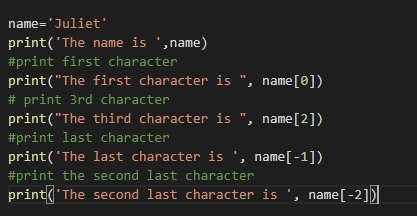 name='Juliet'
print('The name is ',name)
#print first character
print("The first character is ", name[0])
# print 3rd character
print("The third character is ", name[2])
#print last character
print('The last character is ', name[-1])
#print the second last character
print('The second last character is ', name[-2])